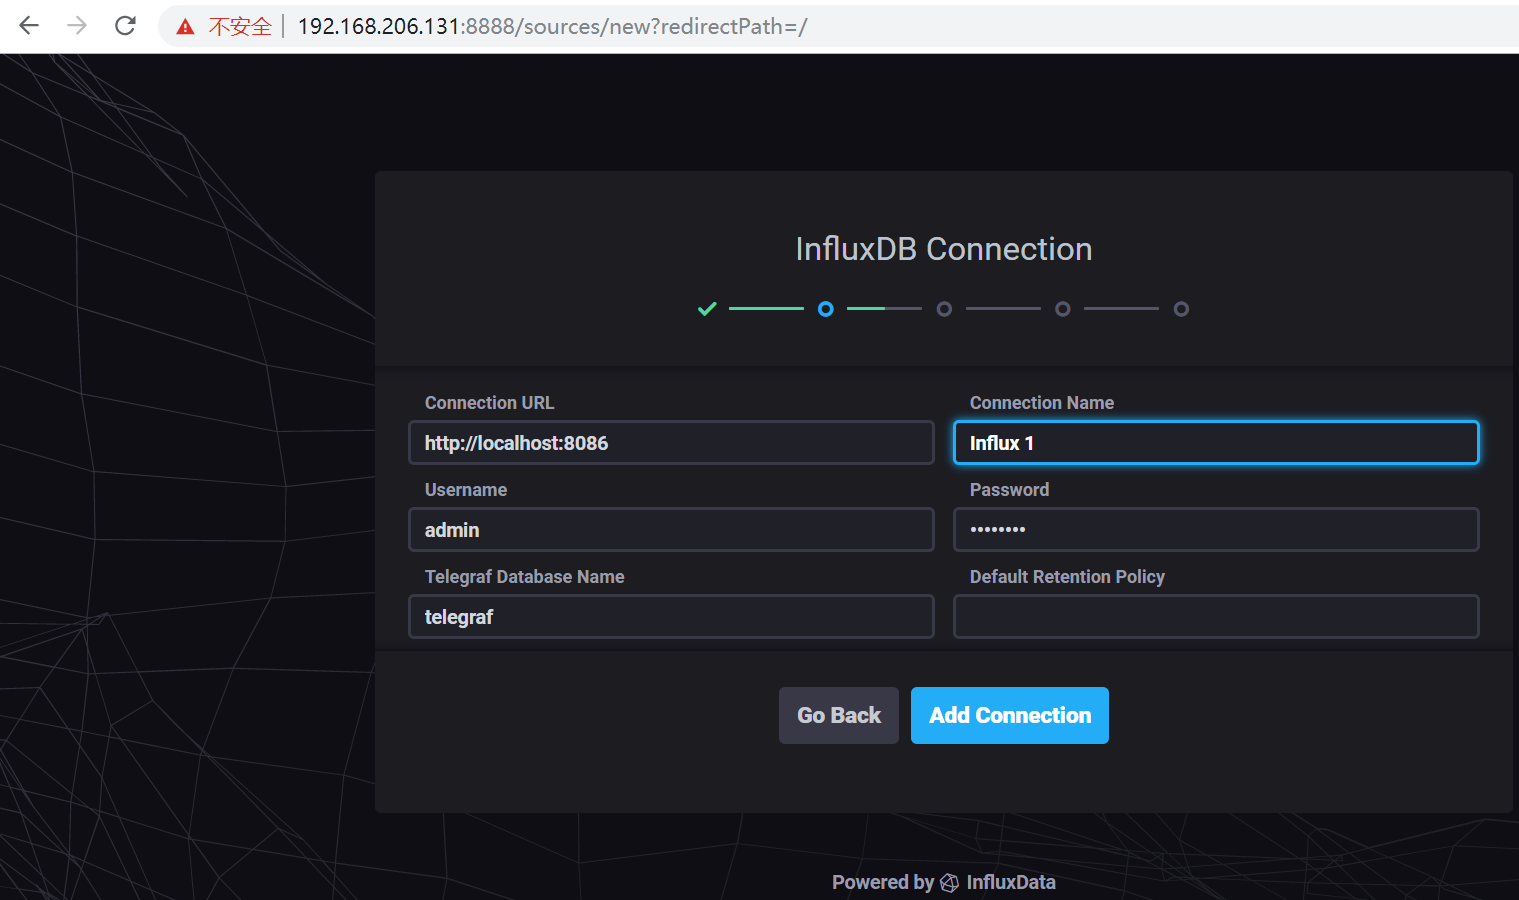 不安全 192.168.206.131:8888/sources/new?redirectPath=/
InfluxDB Connection
Connection URL Connection Name
http://localhost:8086 Influx 1
Username Password
admin ••••••••
Telegraf Database Name Default Retention Policy
telegraf
Go Back Add Connection
Powered by InfluxData